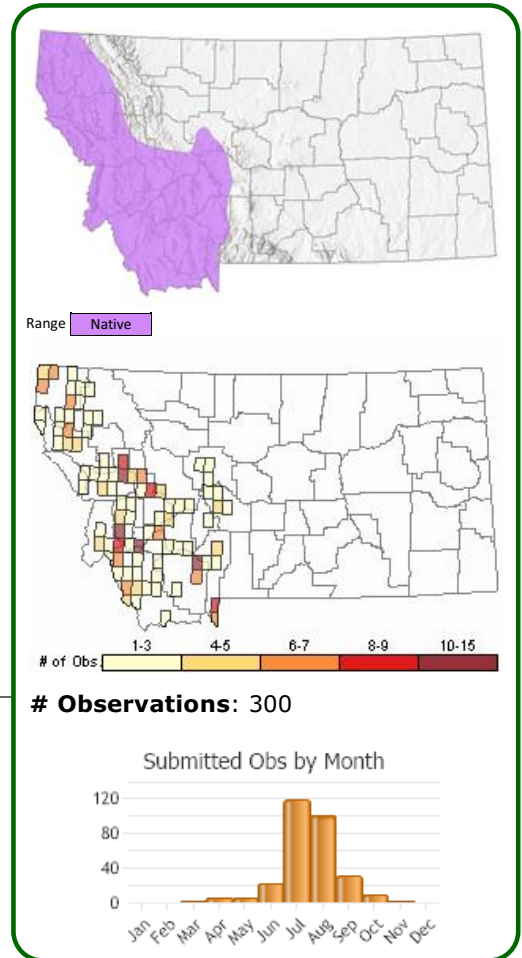 Range Native
1-3 4-5 6-7 8-9 10-15
# of Obs.
# Observations: 300
Submitted Obs by Month
120
80
40
0
Jan Feb Mar Apr May Jun Jul Aug Sep Oct Nov Dec